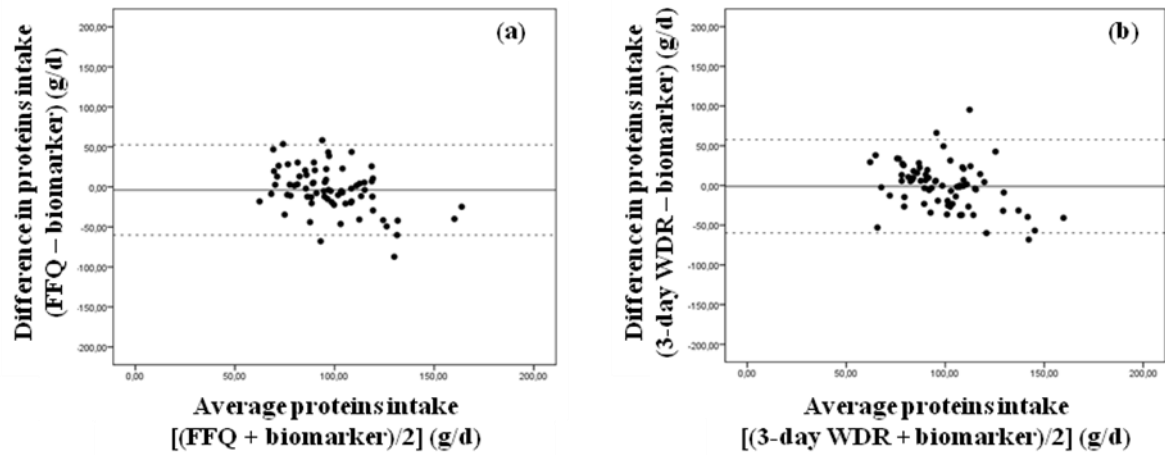 (a)
Difference in proteins intake
(FFQ – biomarker) (g/d)
200,00
150,00
100,00
50,00
,00
-50,00
-100,00
-150,00
-200,00
0,00 50,00 100,00 150,00 200,00
Average proteins intake
[(FFQ + biomarker)/2] (g/d)
(b)
Difference in proteins intake
(3-day WDR – biomarker) (g/d)
200,00
150,00
100,00
50,00
,00
-50,00
-100,00
-150,00
-200,00
0,00 50,00 100,00 150,00 200,00
Average proteins intake
[(3-day WDR + biomarker)/2] (g/d)